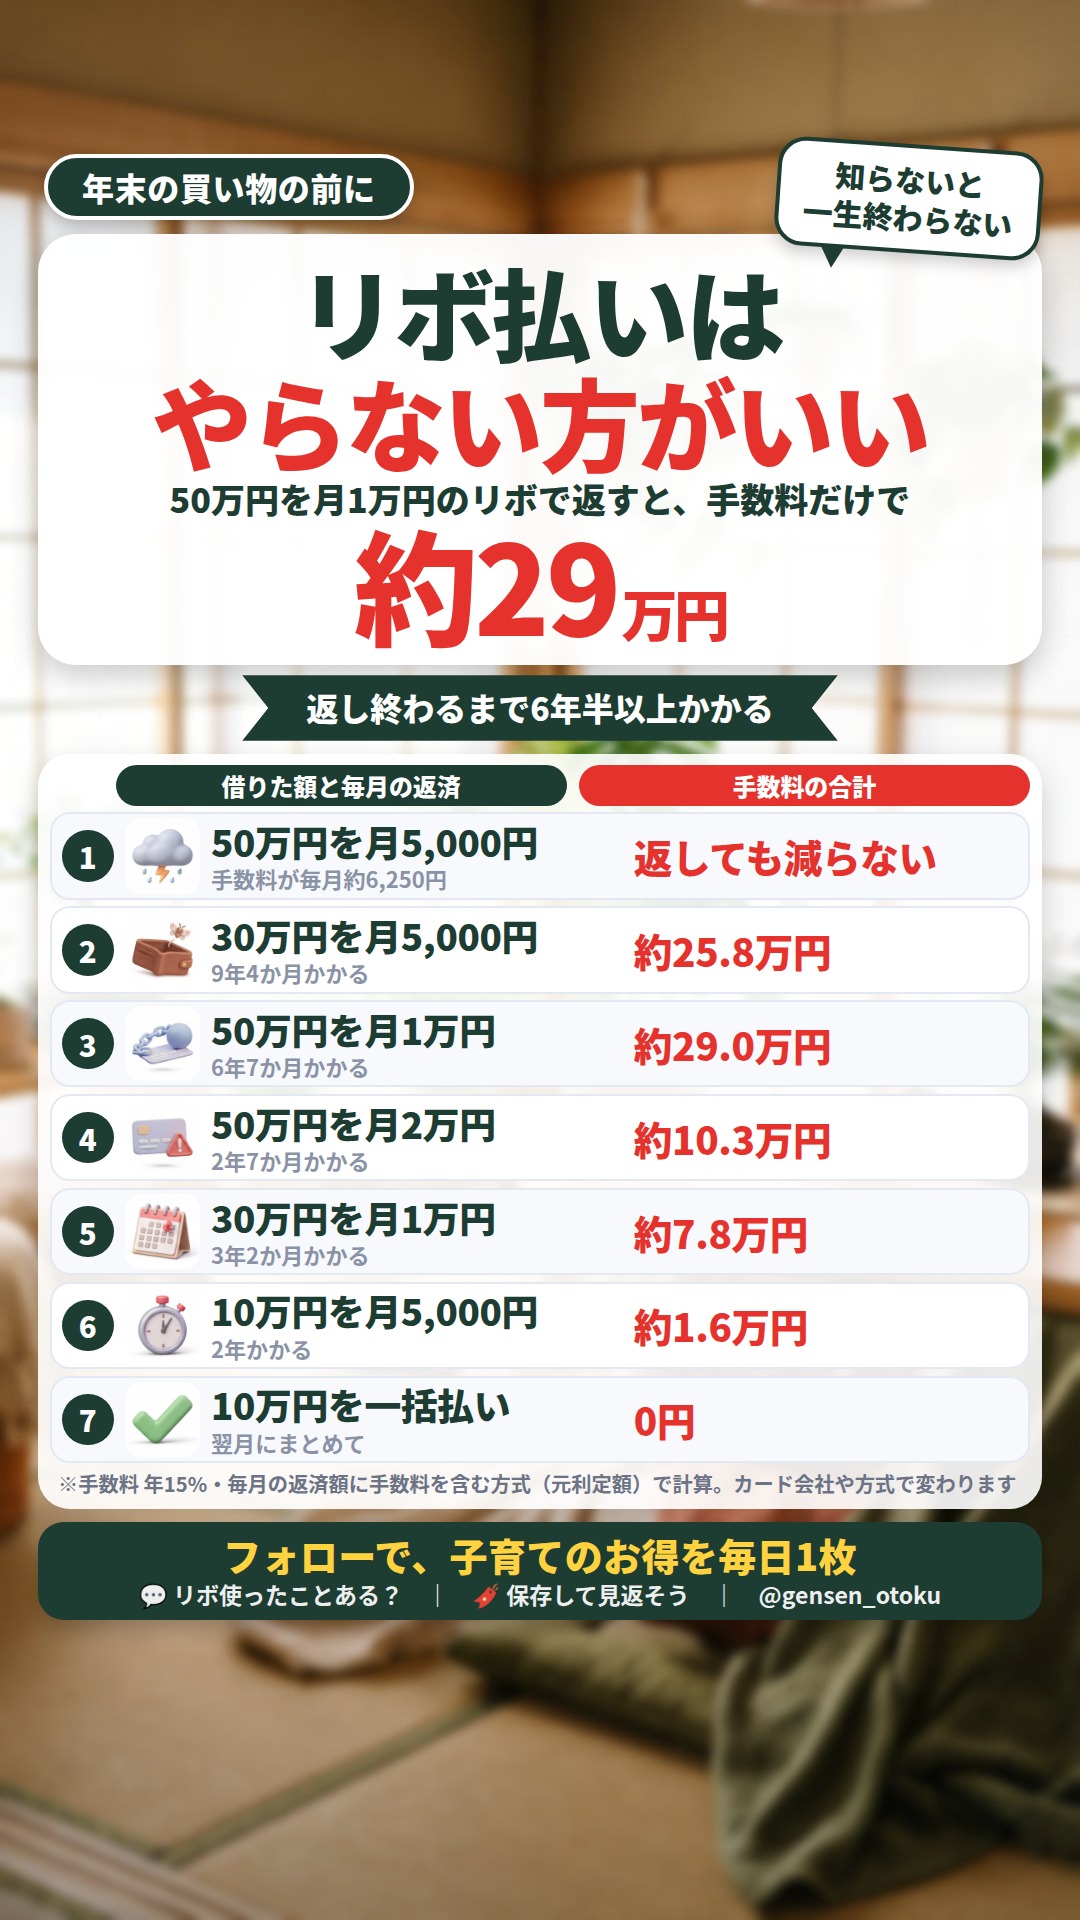 年末の買い物の前に
知らないと
一生終わらない
リボ払いは
やらない方がいい
50万円を月1万円のリボで返すと、手数料だけで
約29万円
返し終わるまで6年半以上かかる
借りた額と毎月の返済
手数料の合計
1
50万円を月5,000円
手数料が毎月約6,250円
返しても減らない
2
30万円を月5,000円
9年4か月かかる
約25.8万円
3
50万円を月1万円
6年7か月かかる
約29.0万円
4
50万円を月2万円
2年7か月かかる
約10.3万円
5
30万円を月1万円
3年2か月かかる
約7.8万円
6
10万円を月5,000円
2年かかる
約1.6万円
7
10万円を一括払い
翌月にまとめて
0円
※手数料 年15%・毎月の返済額に手数料を含む方式（元利定額）で計算。カード会社や方式で変わります
フォローで、子育てのお得を毎日1枚
💬 リボ使ったことある？ ｜ 🔖 保存して見返そう ｜ @gensen_otoku